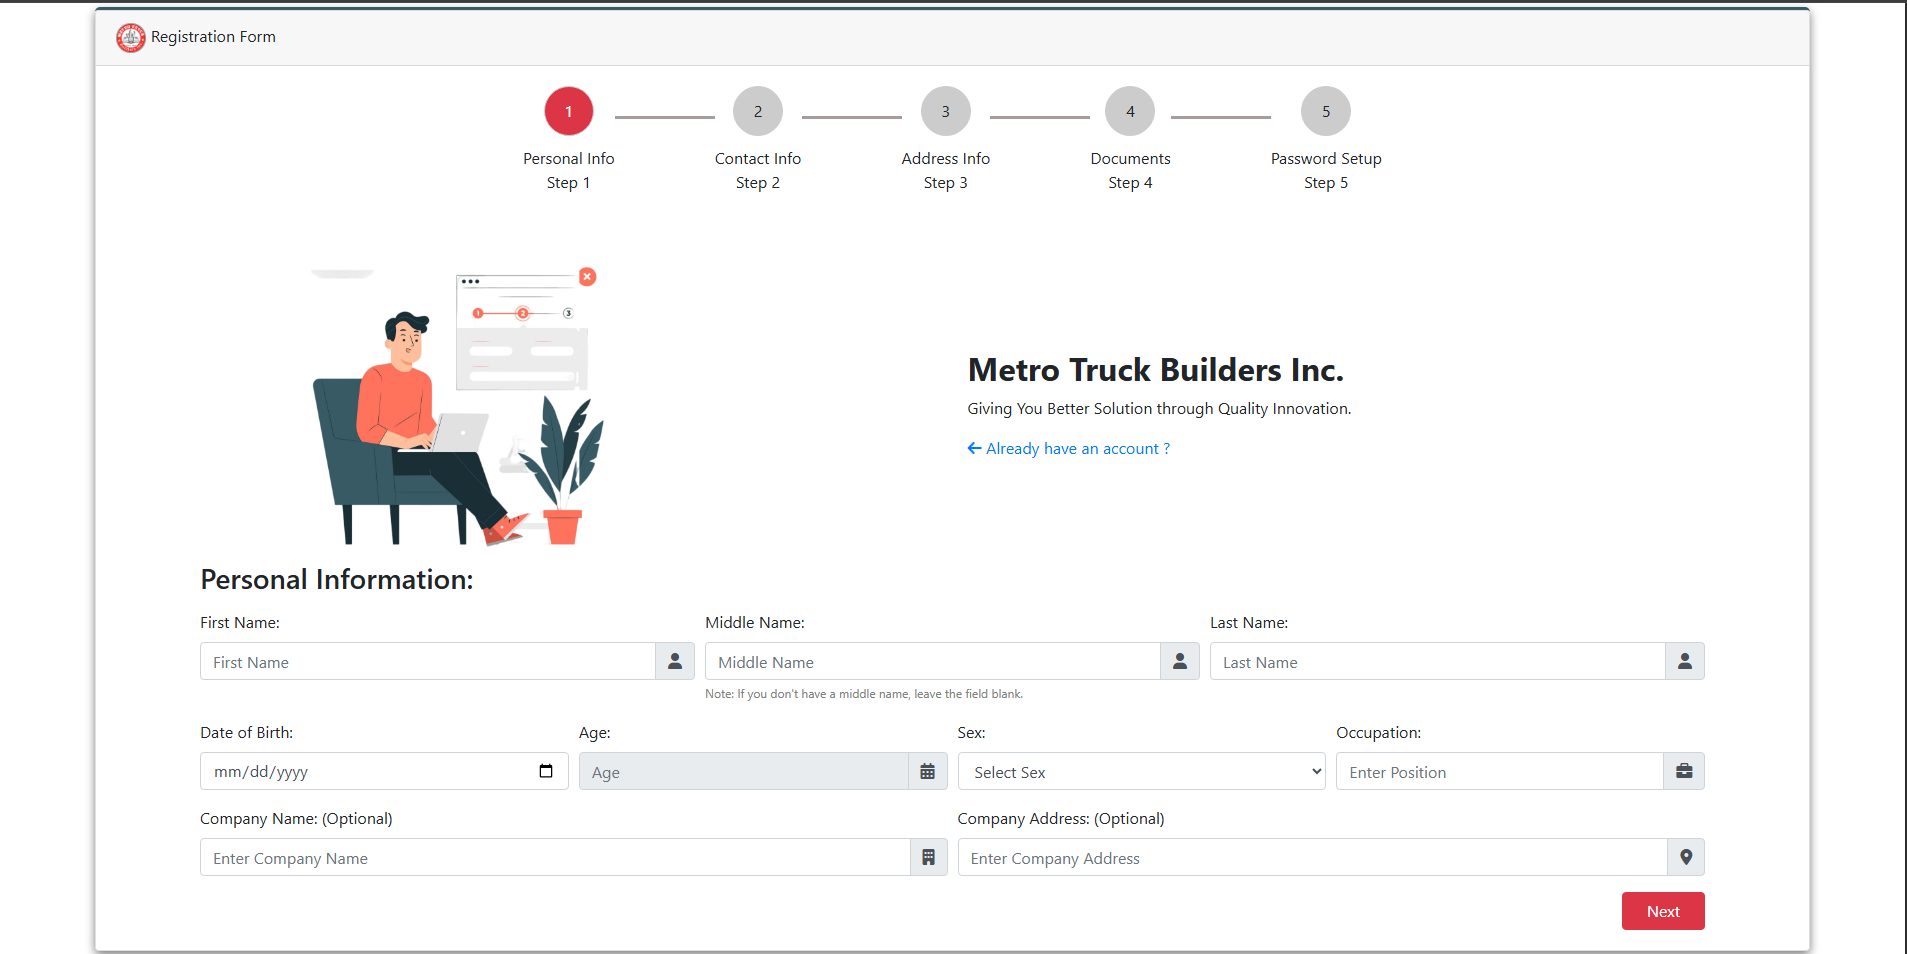 Registration Form
1
2
3
4
5
Personal Info
Contact Info
Address Info
Documents
Password Setup
Step 1
Step 2
Step 3
Step 4
Step 5
1
2
3
Metro Truck Builders Inc.
Giving You Better Solution through Quality Innovation.
Already have an account ?
Personal Information:
First Name:
Middle Name:
Last Name:
First Name
Middle Name
Last Name
Note: If you don't have a middle name, leave the field blank.
Date of Birth:
Age:
Sex:
Occupation:
mm/dd/yyyy
Age
Select Sex
Enter Position
Company Name: (Optional)
Company Address: (Optional)
Enter Company Name
Enter Company Address
Next